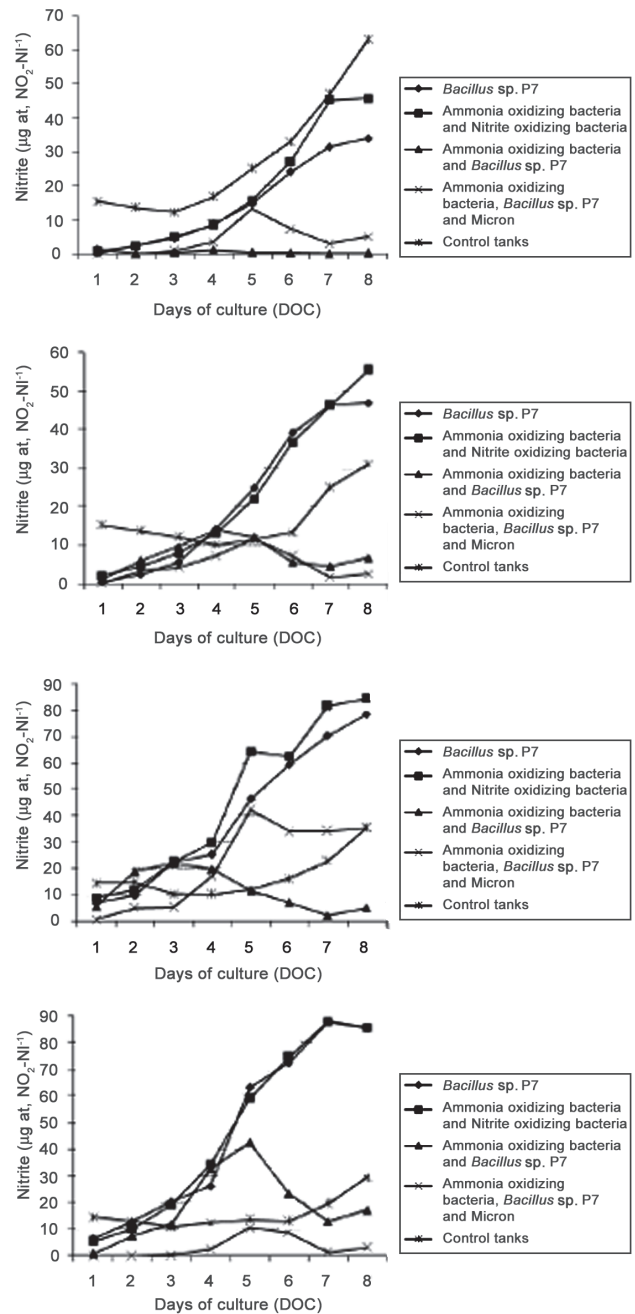 Nitrite (µg at, NO₂-Nl⁻¹)
70
60
50
40
30
20
10
0
1 2 3 4 5 6 7 8
Days of culture (DOC)
Bacillus sp. P7
Ammonia oxidizing bacteria
and Nitrite oxidizing bacteria
Ammonia oxidizing bacteria
and Bacillus sp. P7
Ammonia oxidizing
bacteria, Bacillus sp. P7
and Micron
Control tanks
Nitrite (µg at, NO₂-Nl⁻¹)
60
50
40
30
20
10
0
1 2 3 4 5 6 7 8
Days of culture (DOC)
Bacillus sp. P7
Ammonia oxidizing bacteria
and Nitrite oxidizing bacteria
Ammonia oxidizing bacteria
and Bacillus sp. P7
Ammonia oxidizing
bacteria, Bacillus sp. P7
and Micron
Control tanks
Nitrite (µg at, NO₂-Nl⁻¹)
90
80
70
60
50
40
30
20
10
0
1 2 3 4 5 6 7 8
Days of culture (DOC)
Bacillus sp. P7
Ammonia oxidizing bacteria
and Nitrite oxidizing bacteria
Ammonia oxidizing bacteria
and Bacillus sp. P7
Ammonia oxidizing
bacteria, Bacillus sp. P7
and Micron
Control tanks
Nitrite (µg at, NO₂-Nl⁻¹)
90
80
70
60
50
40
30
20
10
0
1 2 3 4 5 6 7 8
Days of culture (DOC)
Bacillus sp. P7
Ammonia oxidizing bacteria
and Nitrite oxidizing bacteria
Ammonia oxidizing bacteria
and Bacillus sp. P7
Ammonia oxidizing
bacteria, Bacillus sp. P7
and Micron
Control tanks